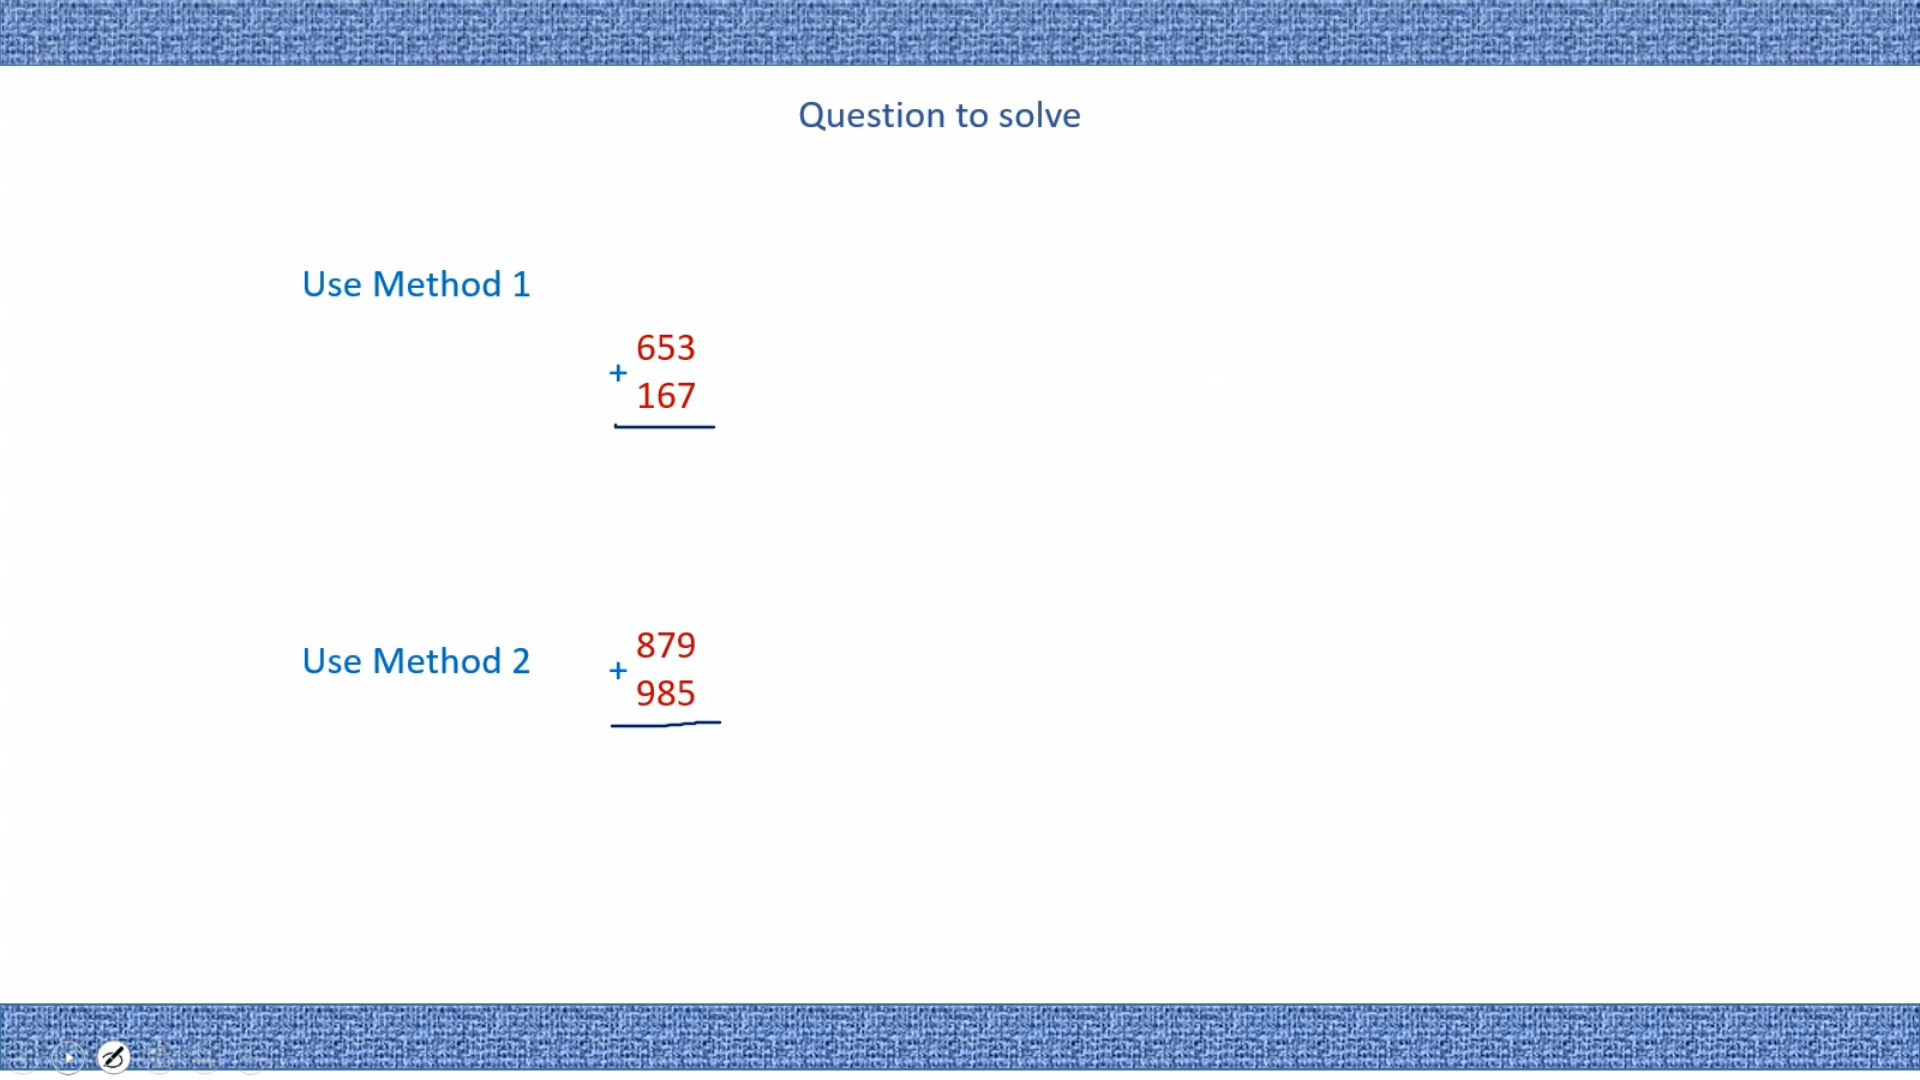 Question to solve
Use Method 1
653
+
167
Use Method 2
879
+
985